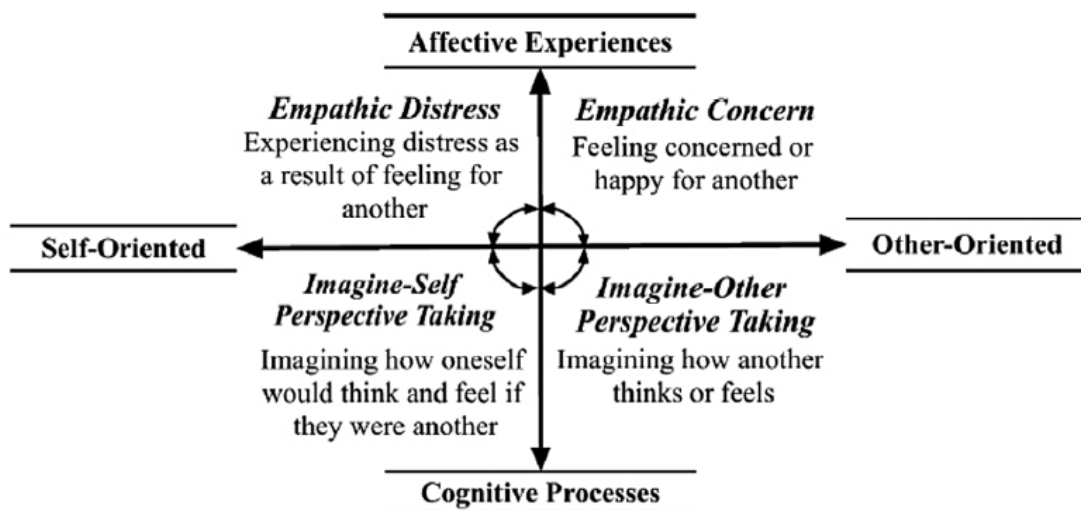 Affective Experiences
Empathic Distress
Experiencing distress as
a result of feeling for
another
Empathic Concern
Feeling concerned or
happy for another
Self-Oriented
Other-Oriented
Imagine-Self
Perspective Taking
Imagining how oneself
would think and feel if
they were another
Imagine-Other
Perspective Taking
Imagining how another
thinks or feels
Cognitive Processes